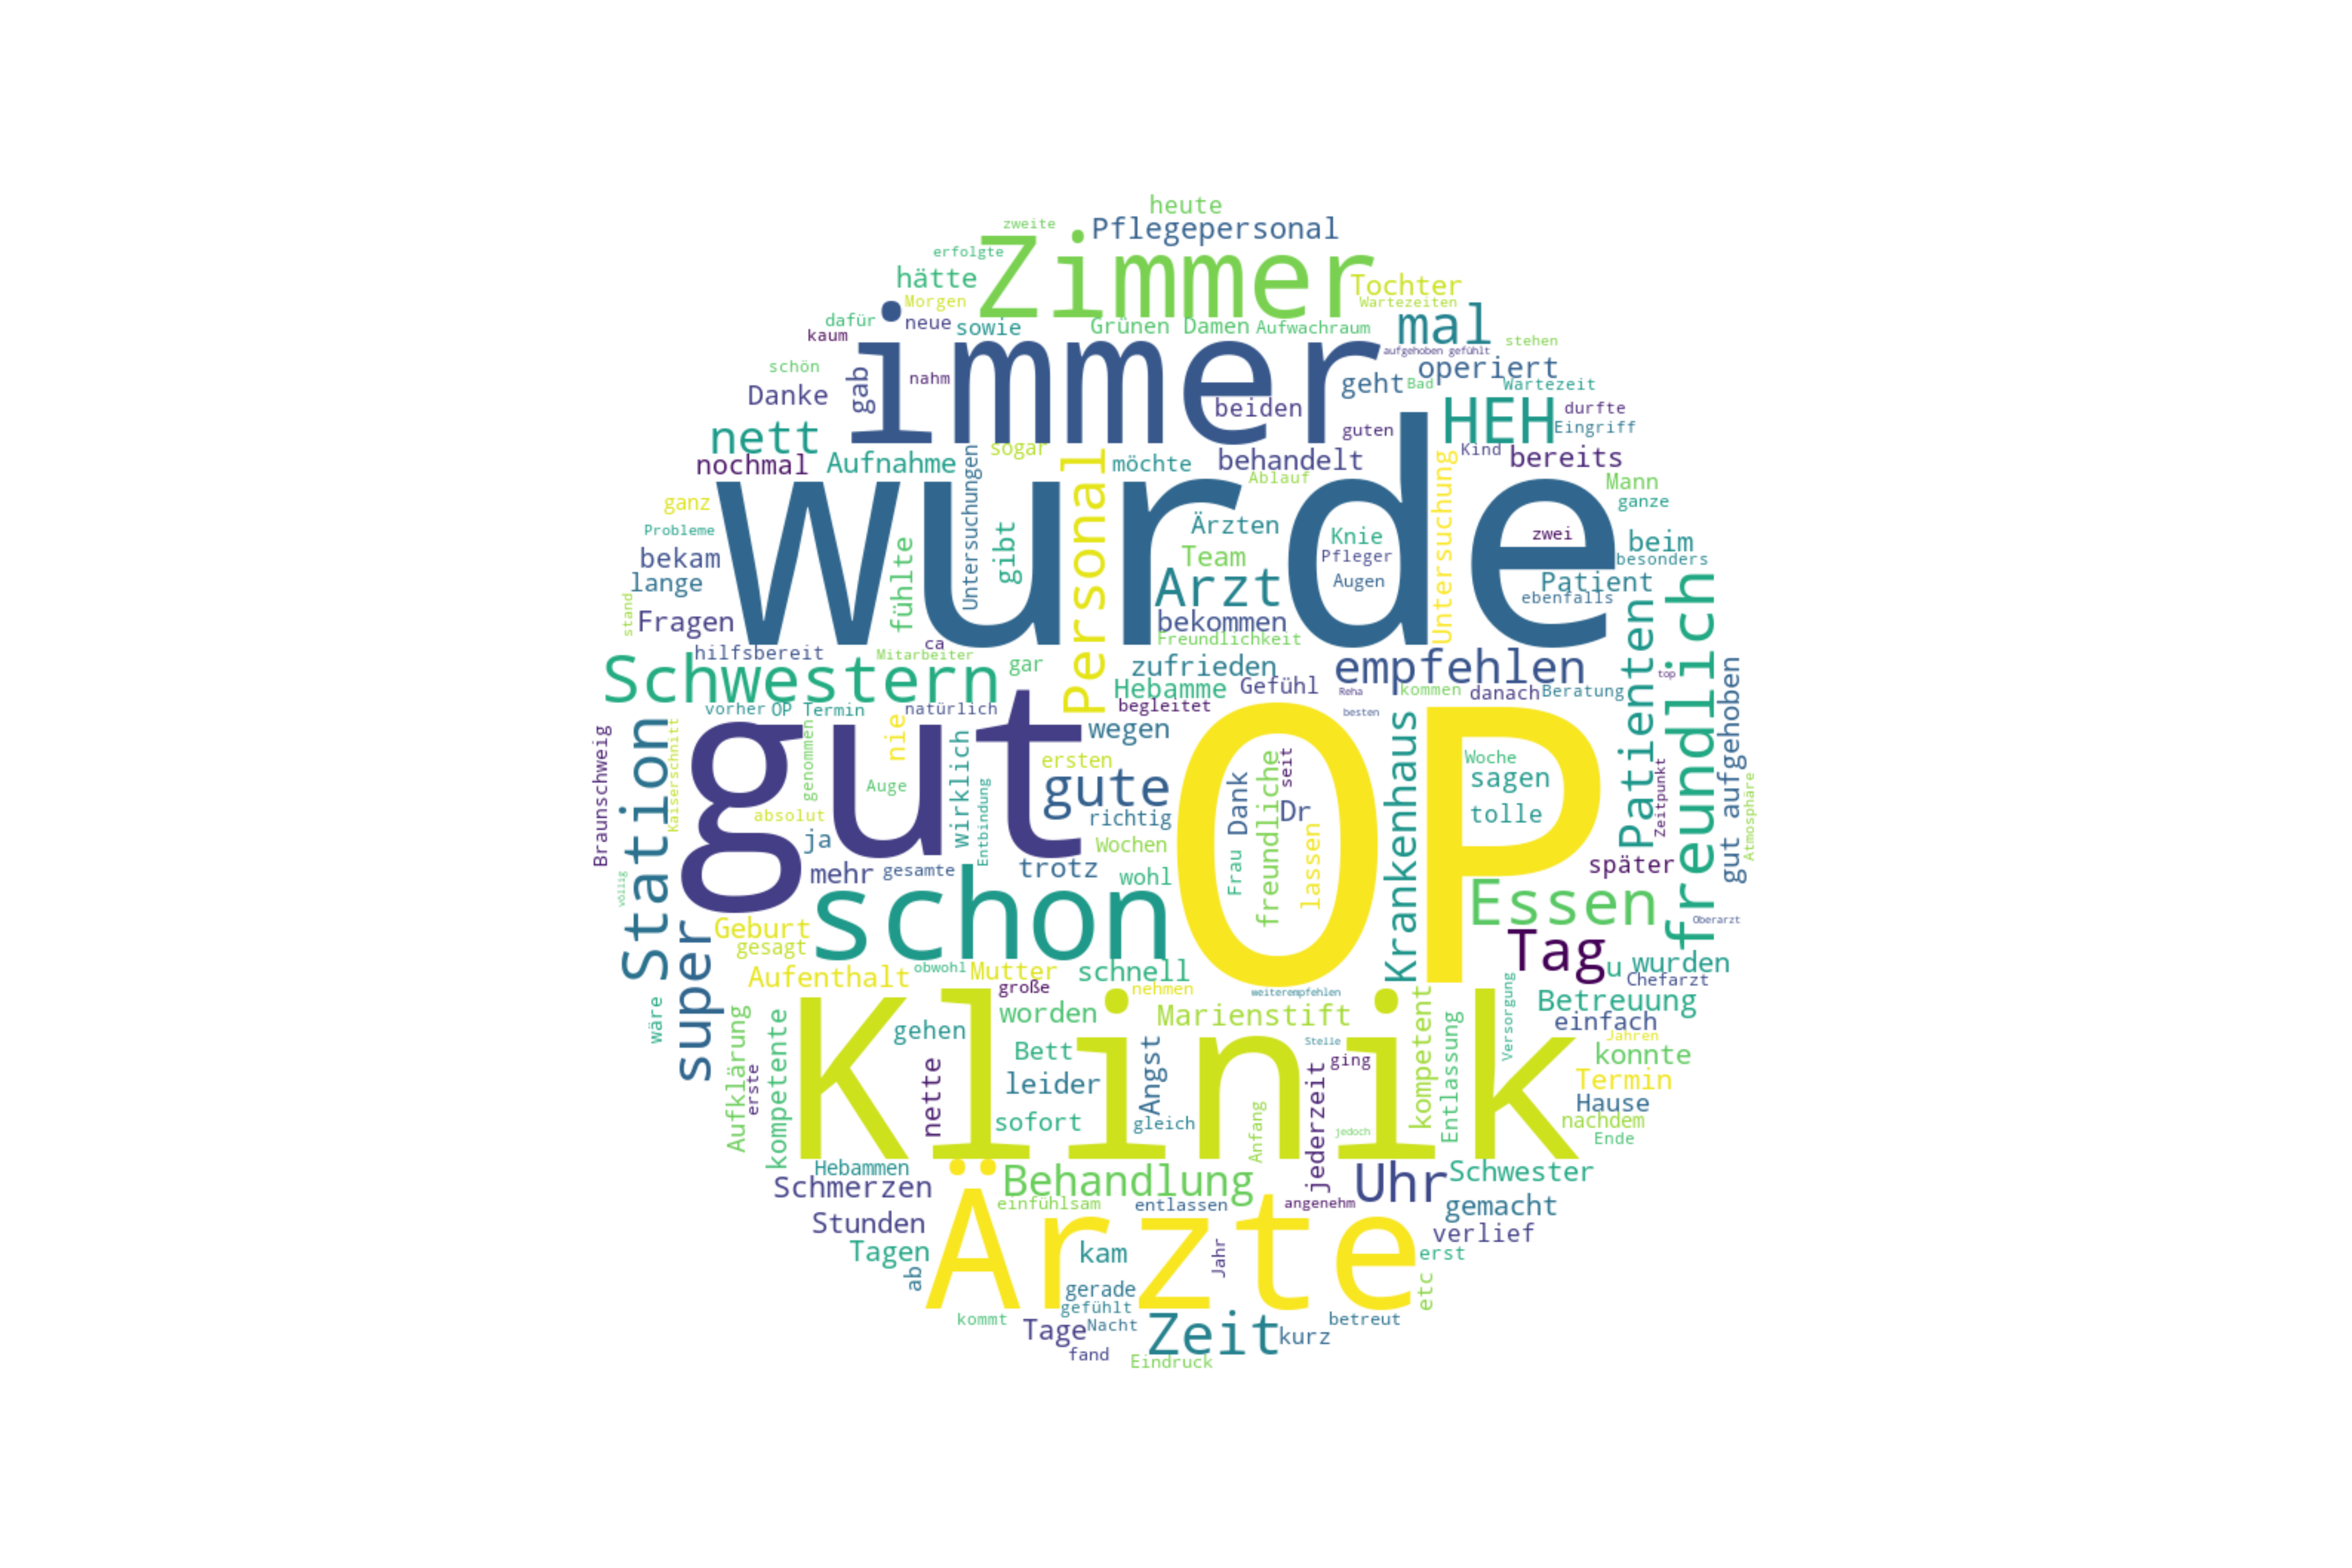 heute
zweite
Pflegepersonal
erfolgte
Zimmer
hätte
Tochter
Morgen
Wartezeiten
dafür
neue
sowie
Grünen Damen
Aufwachraum
mal
kaum
immer
aufgehoben gefühlt
stehen
schön
nahm
gab
geht
Bad
operiert
Wartezeit
Danke
beiden
HEH
durfte
nett
guten
Eingriff
sogar
Kind
nochmal
Aufnahme
Untersuchungen
Personal
möchte
behandelt
Untersuchung
bereits
Ablauf
Mann
ganz
wurde
ganze
Probleme
Ärzten
Knie
zwei
beim
bekam
fühlte
gibt
Team
Pfleger
besonders
lange
Arzt
Augen
Patient
ebenfalls
freundlich
stand
Fragen
bekommen
Patienten
hilfsbereit
ca
Freundlichkeit
Mitarbeiter
gar
zufrieden
empfehlen
Schwestern
Hebamme
Gefühl
Reha
kommen
danach
Beratung
top
gut aufgehoben
vorher
OP Termin
natürlich
begleitet
besten
Braunschweig
Station
Kaiserschnitt
genommen
nie
wirklich
wegen
OP
Krankenhaus
gut
ersten
Woche
Auge
Entbindung
gute
Dank
freundliche
seit
sagen
Zeitpunkt
Atmosphäre
absolut
richtig
Dr
tolle
ja
Wochen
Frau
lassen
später
mehr
gesamte
trotz
wohl
völlig
schon
Essen
Oberarzt
super
Geburt
gesagt
Tag
u
wurden
Aufenthalt
obwohl
Mutter
schnell
Chefarzt
große
nehmen
weiterempfehlen
Versorgung
Betreuung
wäre
Aufklärung
kompetente
Klinik
worden
Marienstift
kompetent
einfach
gehen
Entlassung
Jahren
Bett
Angst
Stelle
ging
konnte
nette
leider
jederzeit
Termin
erste
Hause
sofort
gleich
Anfang
jedoch
nachdem
Ende
Hebammen
Behandlung
Uhr
Schwester
Schmerzen
einfühlsam
entlassen
angenehm
gemacht
Stunden
Ärzte
verlief
Tagen
kam
Jahr
erst
ab
gerade
etc
gefühlt
kommt
Tage
Nacht
Zeit
kurz
betreut
fand
Eindruck